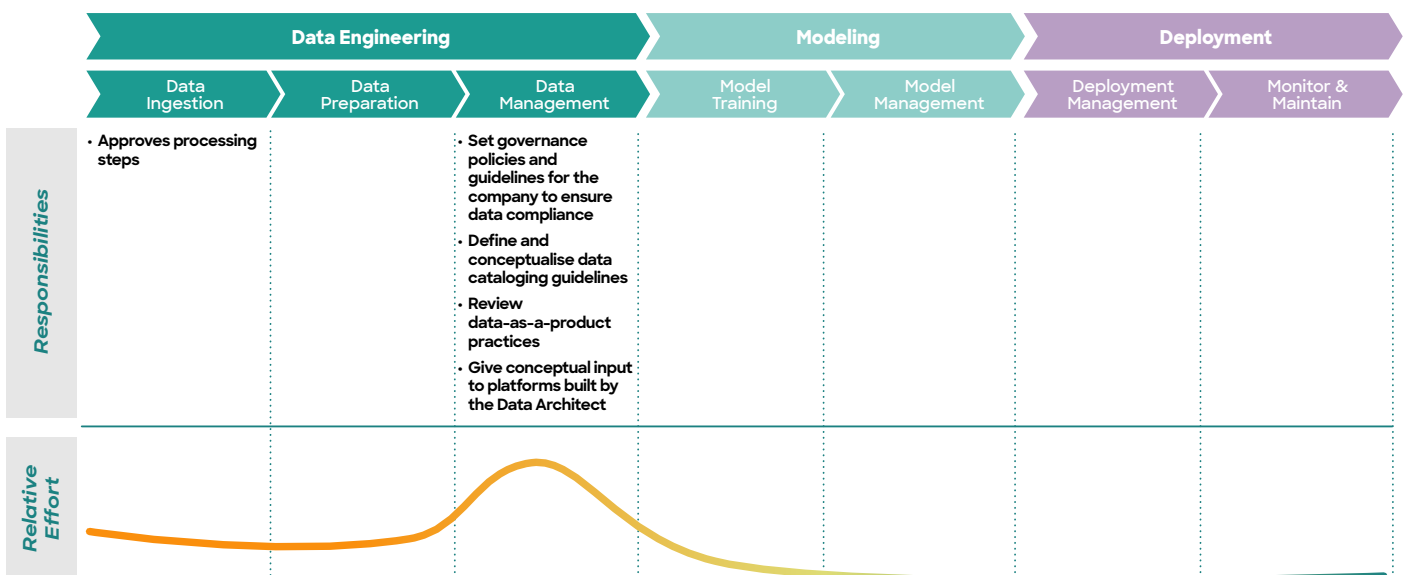 Data Engineering
Modeling
Deployment
Data
Ingestion
Data
Preparation
Data
Management
Model
Training
Model
Management
Deployment
Management
Monitor &
Maintain
Responsibilities
• Approves processing
steps
• Set governance
policies and
guidelines for the
company to ensure
data compliance
• Define and
conceptualise data
cataloging guidelines
• Review
data-as-a-product
practices
• Give conceptual input
to platforms built by
the Data Architect
Relative
Effort